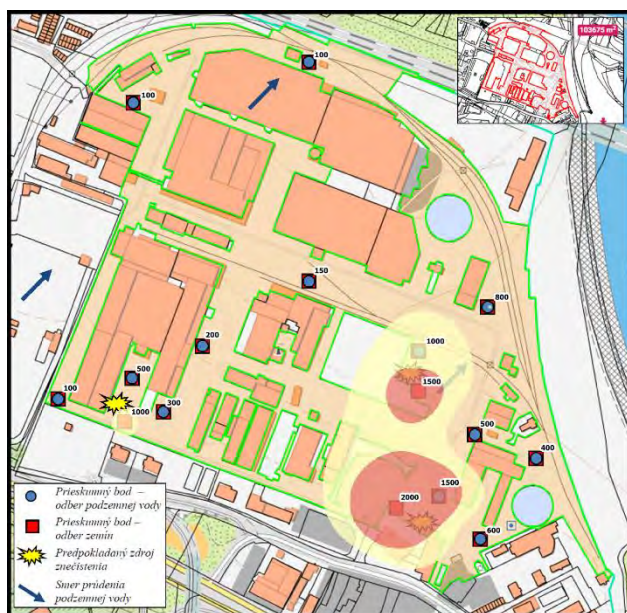 103675 m²
100
100
150
800
1000
200
1500
500
100
300
1000
500
400
1500
2000
600
Prieskumný bod –
odber podzemnej vody
Prieskumný bod –
odber zemín
Predpokladaný zdroj
znečistenia
Smer prúdenia
podzemnej vody